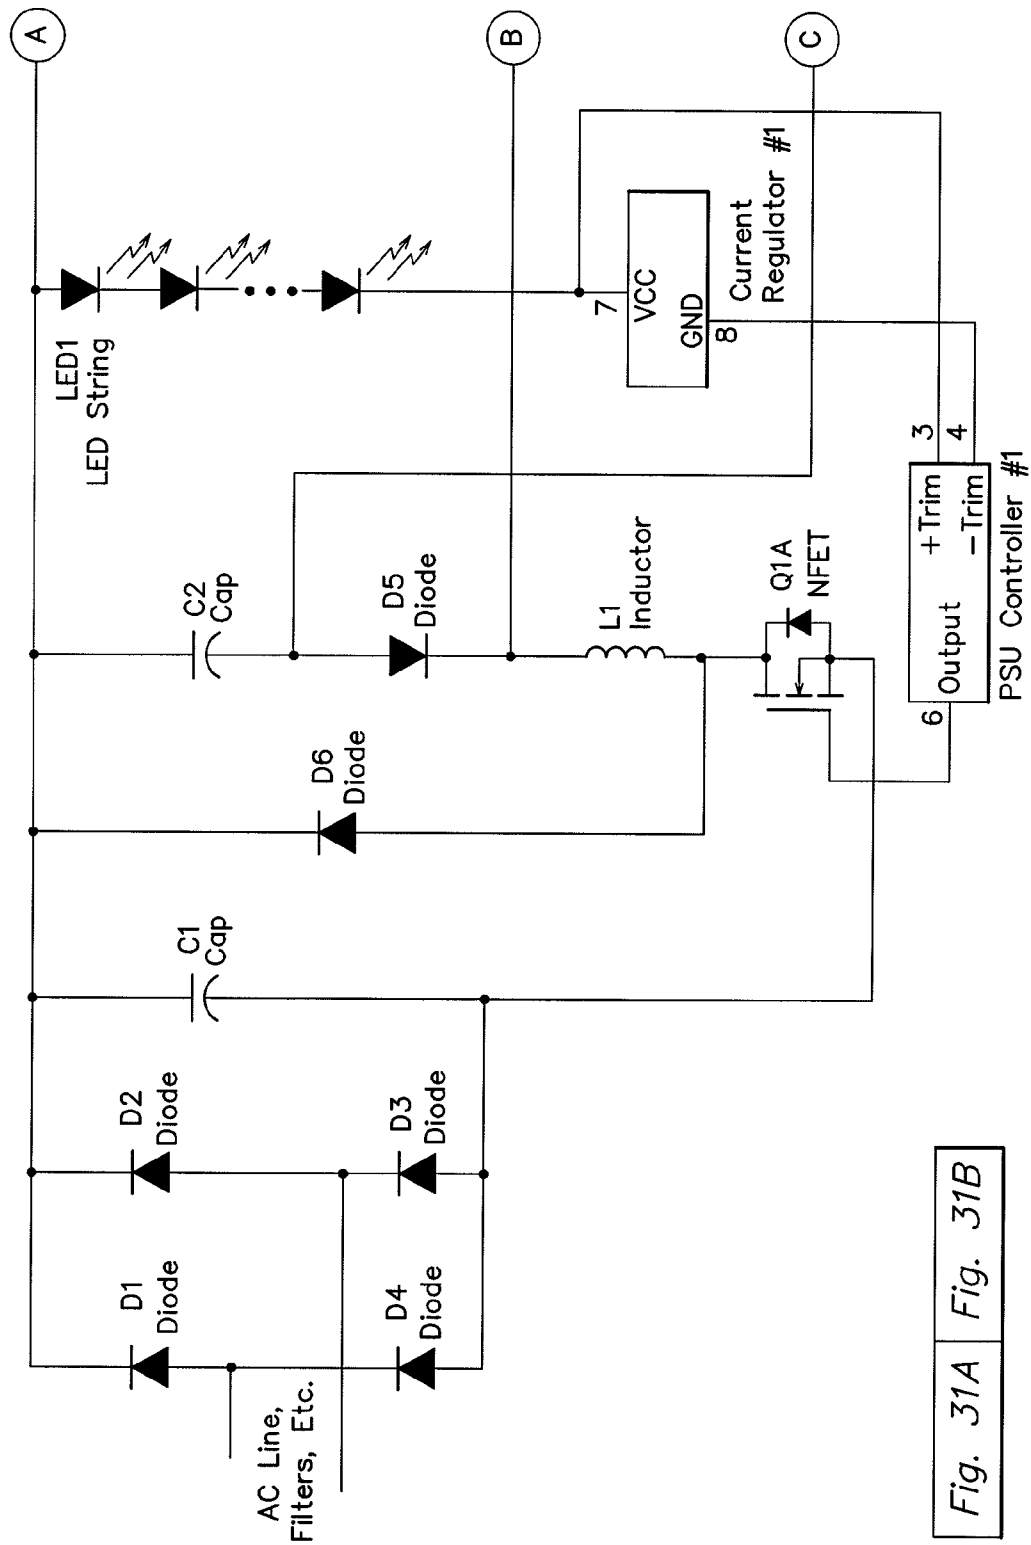 AC Line,
Filters, Etc.
D1
Diode
D2
Diode
D4
Diode
D3
Diode
C1
Cap
D6
Diode
C2
Cap
D5
Diode
L1
Inductor
Q1A
NFET
LED1
LED String
A
B
C
7
VCC
GND
8
Current
Regulator #1
3
4
+Trim
−Trim
Output
6
PSU Controller #1
Fig. 31A
Fig. 31B